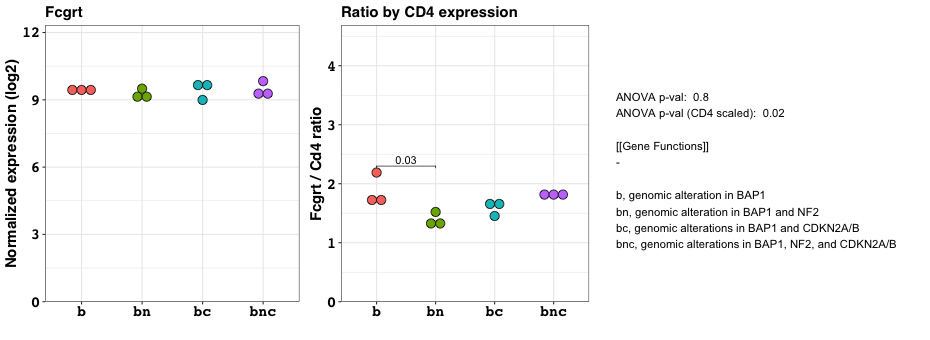 Fcgrt
Normalized expression (log2)
12
9
6
3
0
b bn bc bnc
Ratio by CD4 expression
Fcgrt / Cd4 ratio
4
3
2
1
0
0.03
b bn bc bnc
ANOVA p-val: 0.8
ANOVA p-val (CD4 scaled): 0.02
[[Gene Functions]]
-
b, genomic alteration in BAP1
bn, genomic alteration in BAP1 and NF2
bc, genomic alterations in BAP1 and CDKN2A/B
bnc, genomic alterations in BAP1, NF2, and CDKN2A/B